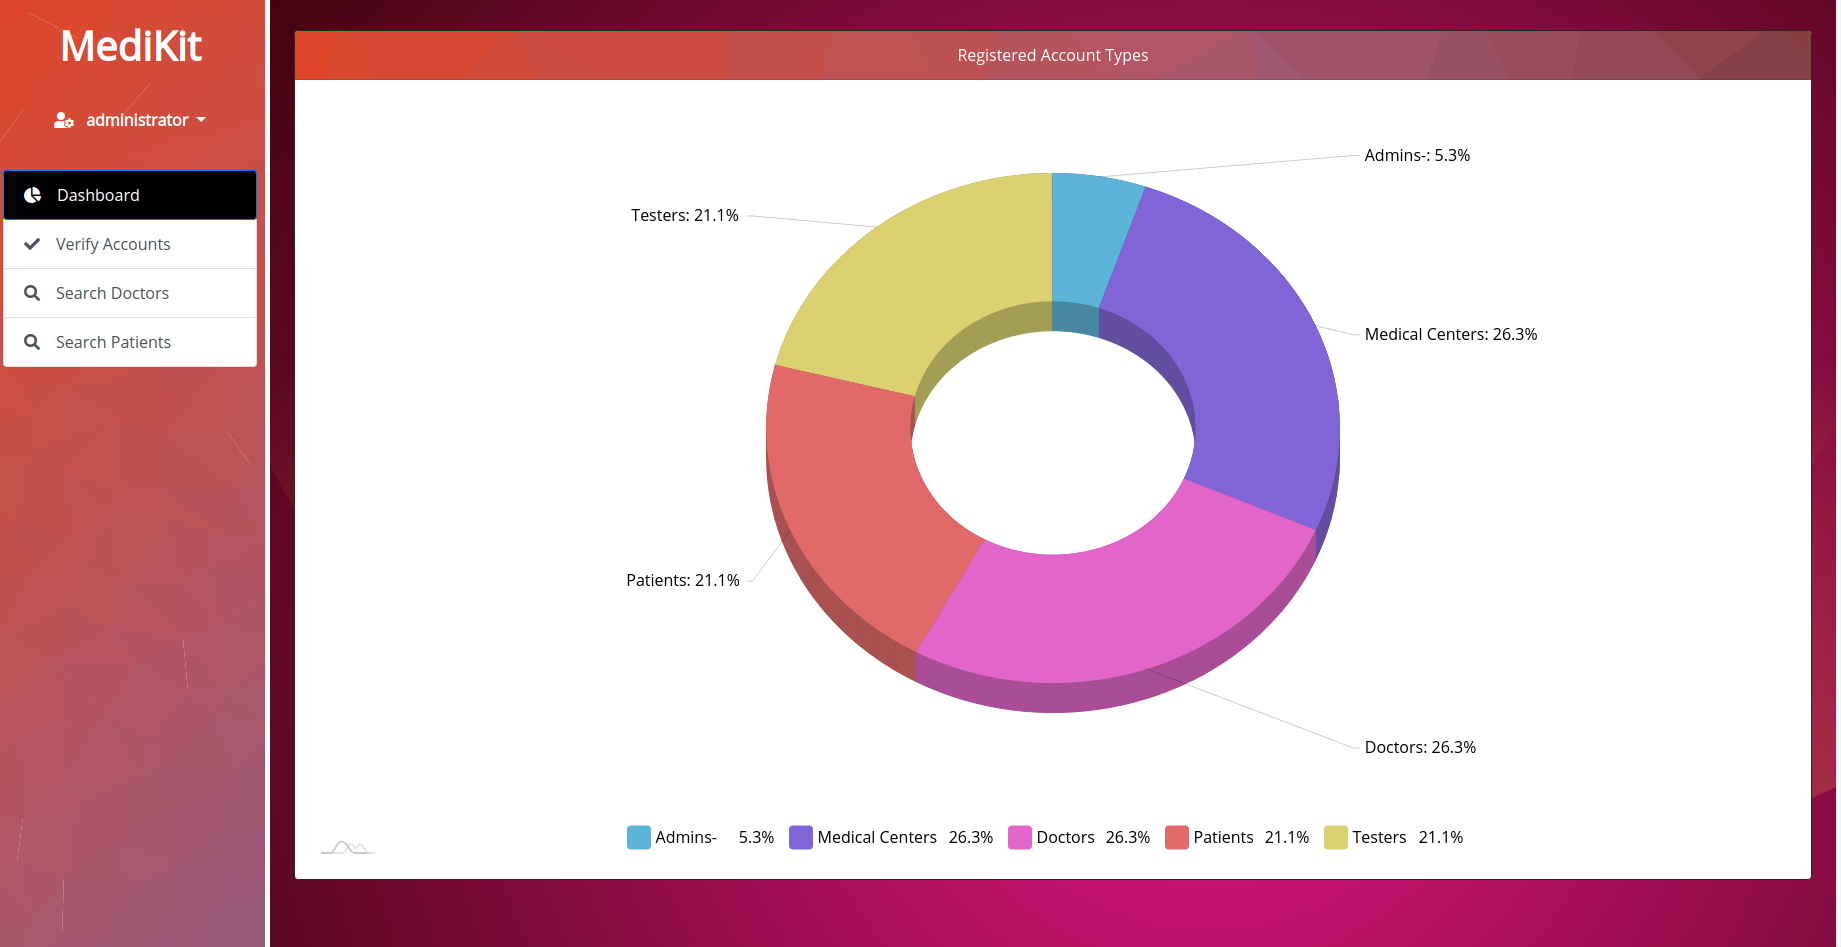 MediKit
administrator
Dashboard
Verify Accounts
Search Doctors
Search Patients
Registered Account Types
Admins-: 5.3%
Testers: 21.1%
Medical Centers: 26.3%
Patients: 21.1%
Doctors: 26.3%
Admins- 5.3% Medical Centers 26.3% Doctors 26.3% Patients 21.1% Testers 21.1%